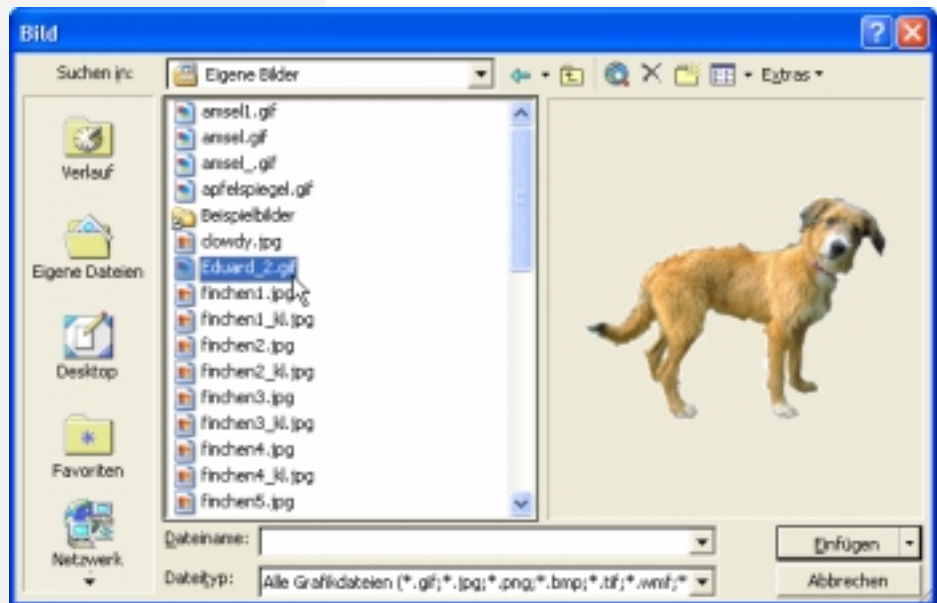 Bild
Suchen in:
Eigene Bilder
Extras
Verlauf
Eigene Dateien
Desktop
Favoriten
Netzwerk
amsel1.gif
amsel.gif
amsel_.gif
apfelspiegel.gif
Beispielbilder
dowdy.jpg
Eduard_2.gif
finchen1.jpg
finchen1_kl.jpg
finchen2.jpg
finchen2_kl.jpg
finchen3.jpg
finchen3_kl.jpg
finchen4.jpg
finchen4_kl.jpg
finchen5.jpg
Dateiname:
Einfügen
Dateityp:
Alle Grafikdateien (*.gif;*.jpg;*.png;*.bmp;*.tif;*.wmf;*
Abbrechen